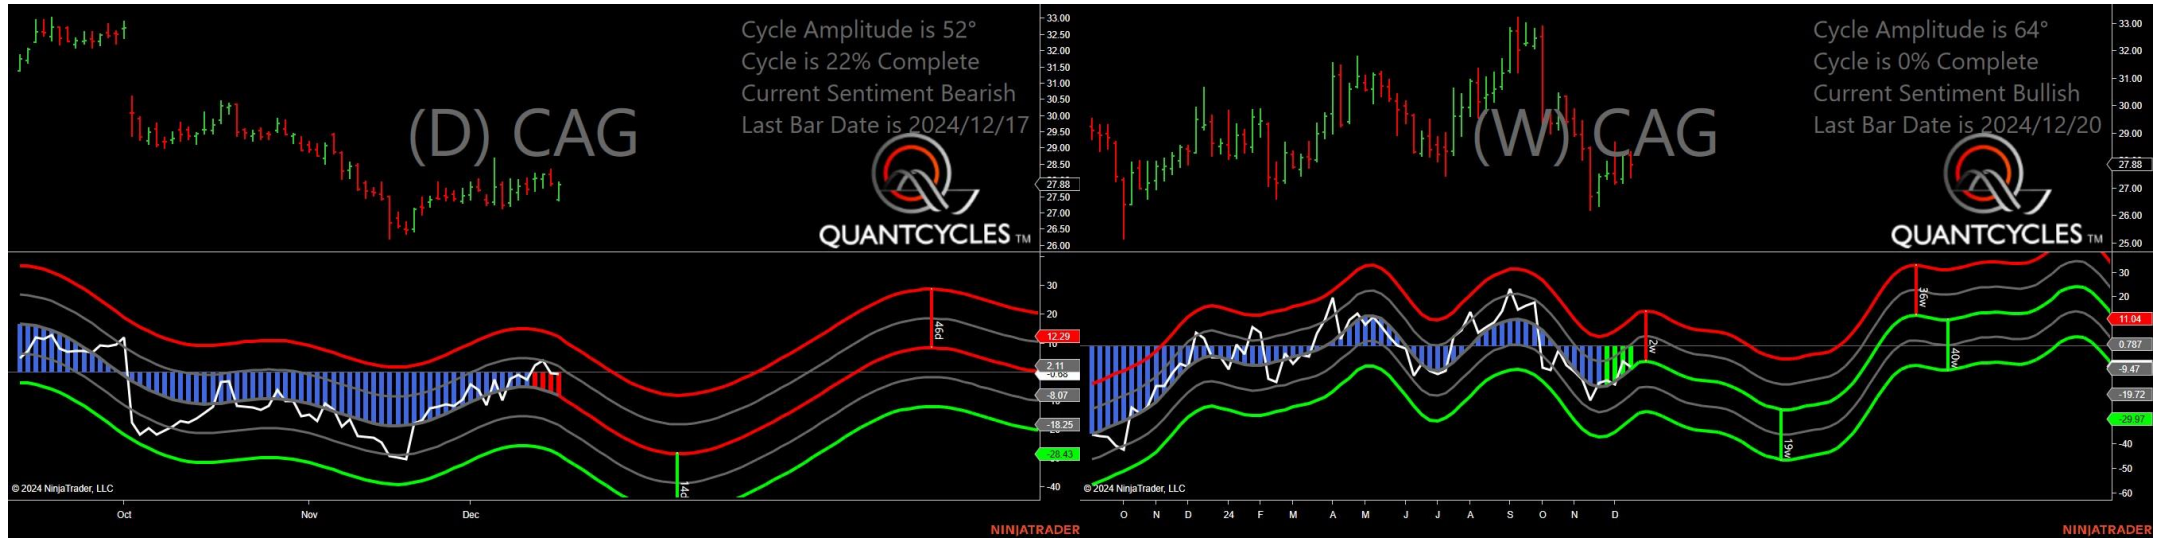 Cycle Amplitude is 52°
Cycle is 22% Complete
Current Sentiment Bearish
Last Bar Date is 2024/12/17
(D) CAG
QUANTCYCLES TM
33.00
32.50
32.00
31.50
31.00
30.50
30.00
29.50
29.00
28.50
27.88
27.50
27.00
26.50
26.00
30
20
12.29
2.11
-8.07
-18.25
-28.43
-40
46d
14d
© 2024 NinjaTrader, LLC
Oct Nov Dec
NINJATRADER
Cycle Amplitude is 64°
Cycle is 0% Complete
Current Sentiment Bullish
Last Bar Date is 2024/12/20
(W) CAG
QUANTCYCLES TM
33.00
32.00
31.00
30.00
29.00
27.88
27.00
26.00
25.00
30
20
11.04
0.787
-9.47
-19.72
-29.97
-40
-50
-60
2w
36w
40w
19w
© 2024 NinjaTrader, LLC
O N D 24 F M A M J J A S O N D
NINJATRADER